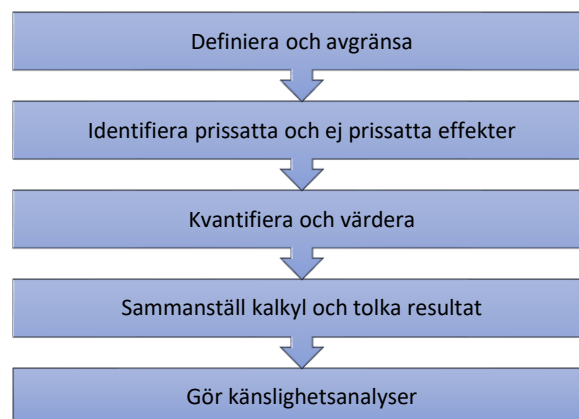 Definiera och avgränsa
Identifiera prissatta och ej prissatta effekter
Kvantifiera och värdera
Sammanställ kalkyl och tolka resultat
Gör känslighetsanalyser